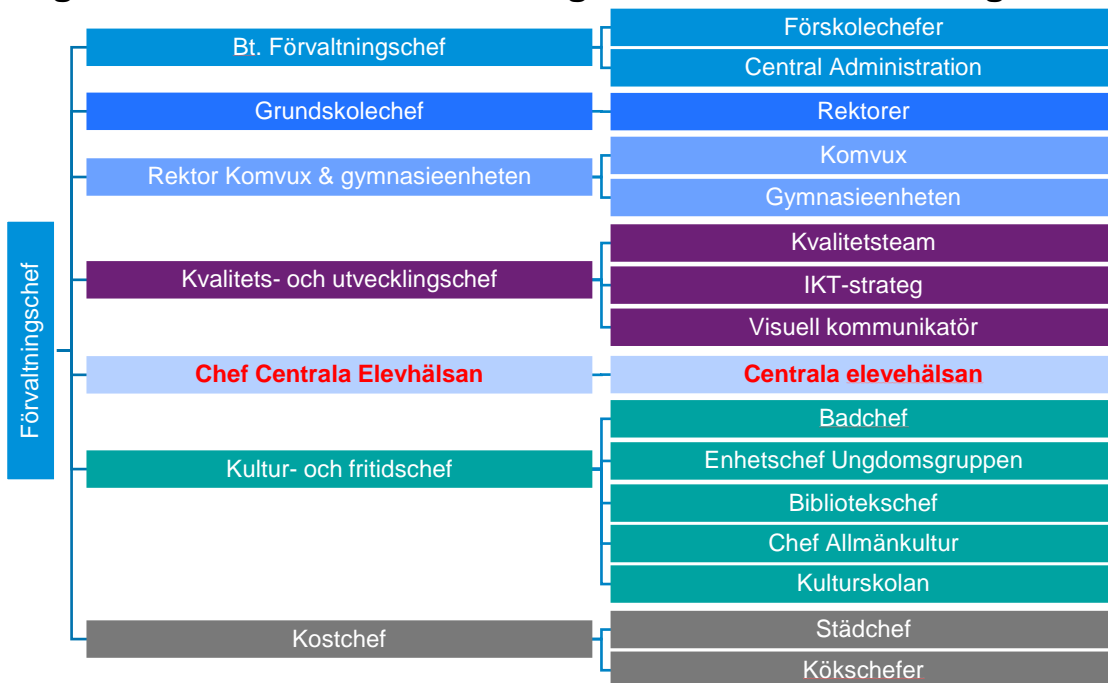 Förvaltningschef
Bt. Förvaltningschef
Förskolechefer
Central Administration
Grundskolechef
Rektorer
Rektor Komvux & gymnasieenheten
Komvux
Gymnasieenheten
Kvalitets- och utvecklingschef
Kvalitetsteam
IKT-strateg
Visuell kommunikatör
Chef Centrala Elevhälsan
Centrala elevehälsan
Kultur- och fritidschef
Badchef
Enhetschef Ungdomsgruppen
Bibliotekschef
Chef Allmänkultur
Kulturskolan
Kostchef
Städchef
Kökschefer